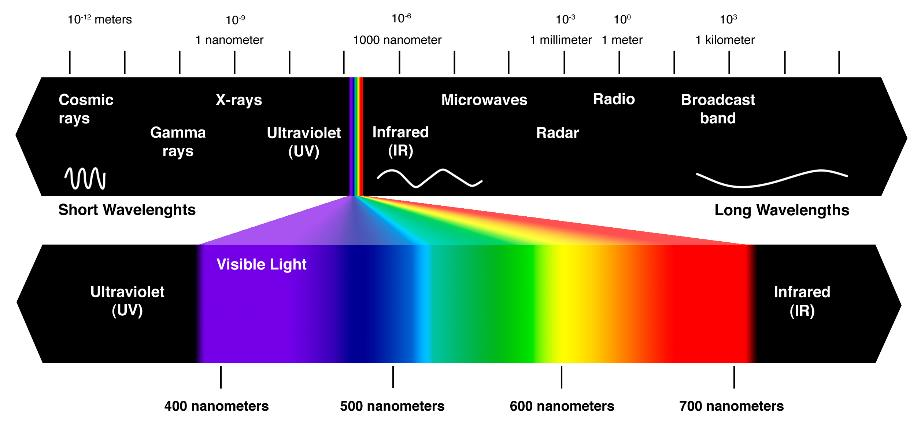 10-12 meters 10-9 10-6 10-3 100 103
1 nanometer 1000 nanometer 1 millimeter 1 meter 1 kilometer
Cosmic
rays
X-rays
Microwaves
Radio
Broadcast
band
Gamma
rays
Ultraviolet
(UV)
Infrared
(IR)
Radar
Short Wavelenghts
Long Wavelengths
Visible Light
Ultraviolet
(UV)
Infrared
(IR)
400 nanometers 500 nanometers 600 nanometers 700 nanometers